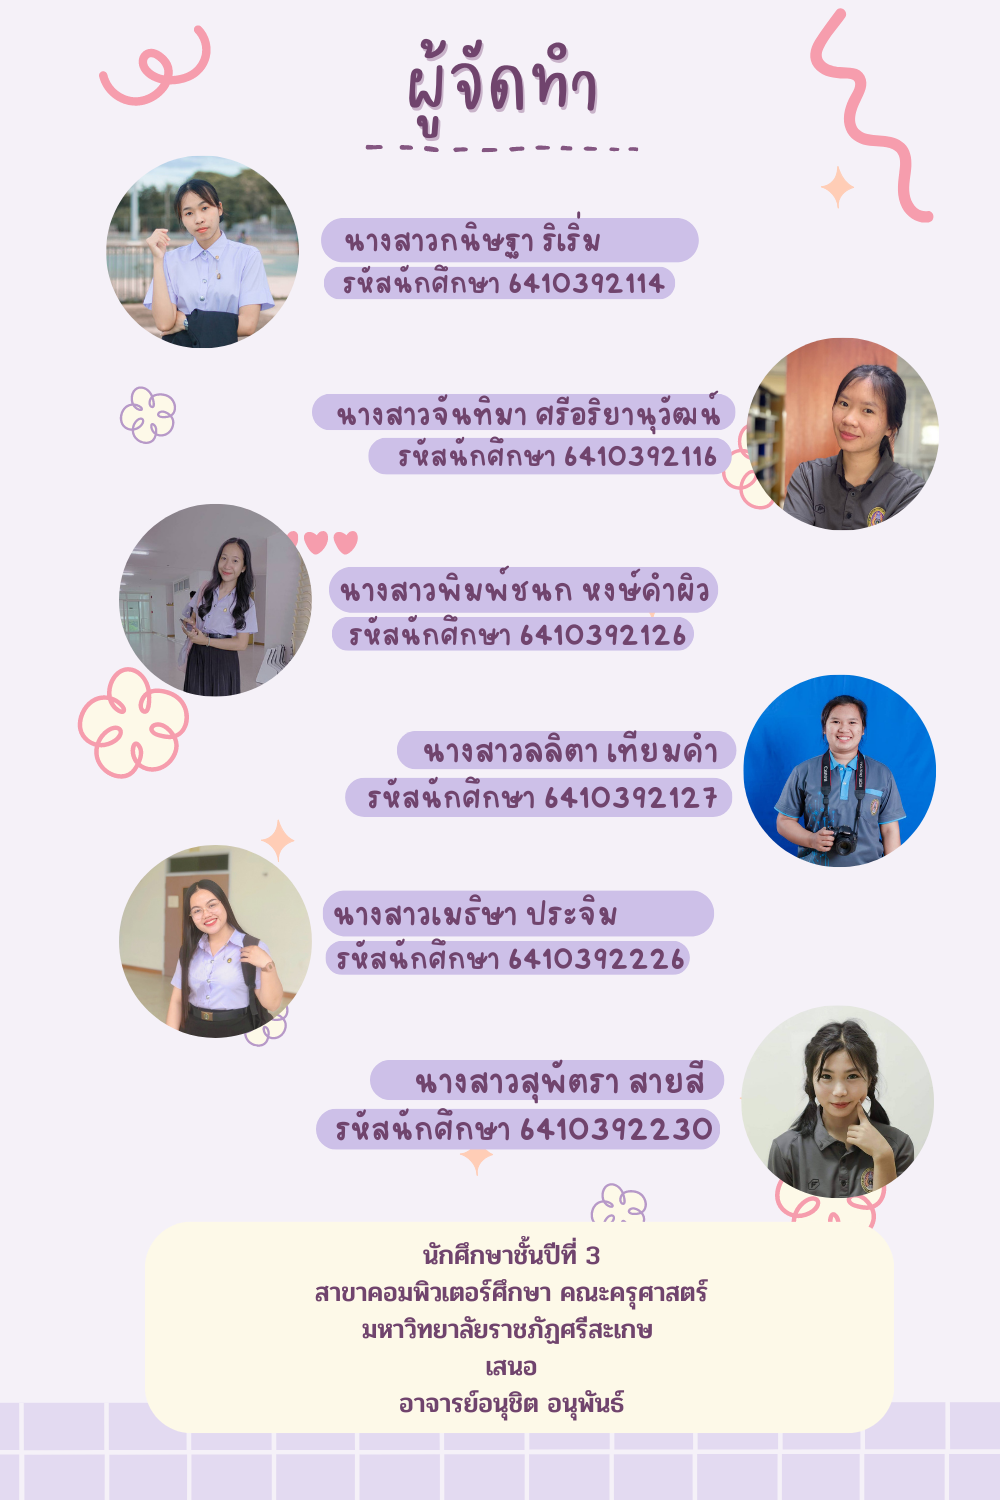 ผู้จัดทำ
นางสาวกนิษฐา ริเริ่ม
รหัสนักศึกษา 6410392114
นางสาวจันทิมา ศรีอริยานุวัฒน์
รหัสนักศึกษา 6410392116
นางสาวพิมพ์ชนก หงษ์คำผิว
รหัสนักศึกษา 6410392126
นางสาวลลิตา เทียมคำ
รหัสนักศึกษา 6410392127
นางสาวเมธิษา ประจิม
รหัสนักศึกษา 6410392226
นางสาวสุพัตรา สายสี
รหัสนักศึกษา 6410392230
นักศึกษาชั้นปีที่ 3
สาขาคอมพิวเตอร์ศึกษา คณะครุศาสตร์
มหาวิทยาลัยราชภัฏศรีสะเกษ
เสนอ
อาจารย์อนุชิต อนุพันธ์